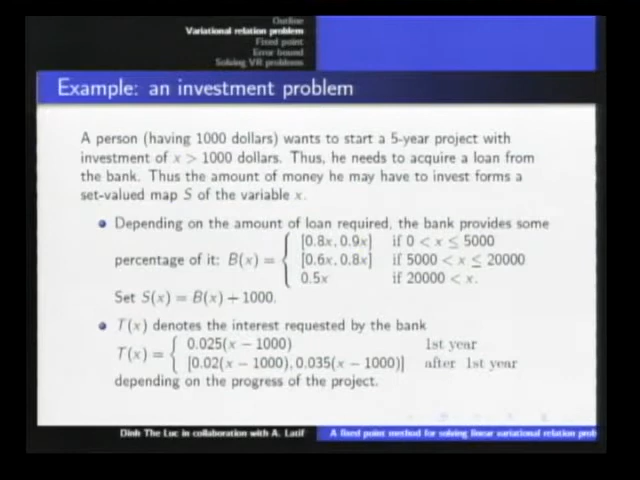 Outline
Variational relation problem
Fixed point
Error bound
Solving VR problems
Example: an investment problem
A person (having 1000 dollars) wants to start a 5-year project with
investment of x > 1000 dollars. Thus, he needs to acquire a loan from
the bank. Thus the amount of money he may have to invest forms a
set-valued map S of the variable x.
• Depending on the amount of loan required, the bank provides some
percentage of it: B(x) = { [0.8x, 0.9x] if 0 < x ≤ 5000
[0.6x, 0.8x] if 5000 < x ≤ 20000
0.5x if 20000 < x.
Set S(x) = B(x) + 1000.
• T(x) denotes the interest requested by the bank
T(x) = { 0.025(x − 1000) 1st year
[0.02(x − 1000), 0.035(x − 1000)] after 1st year
depending on the progress of the project.
Dinh The Luc in collaboration with A. Latif
A fixed point method for solving linear variational relation prob